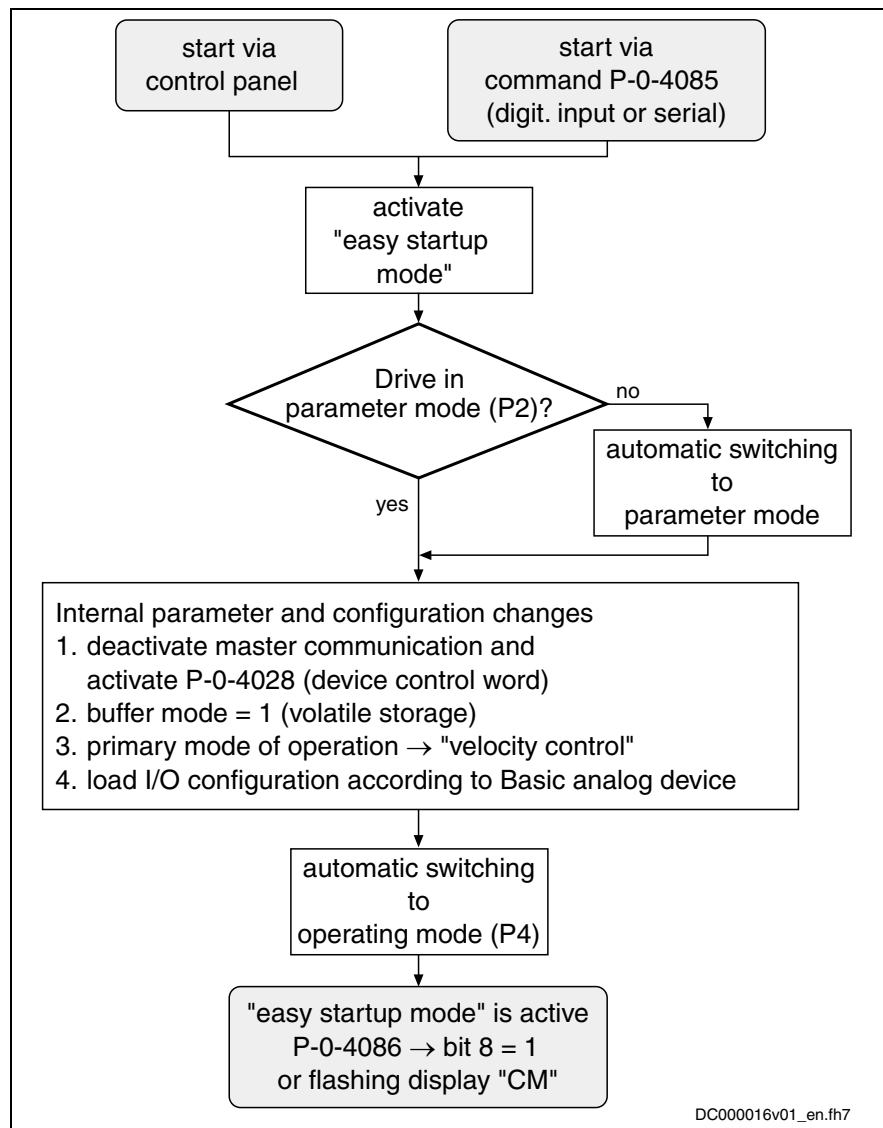 start via
control panel
start via
command P-0-4085
(digit. input or serial)
activate
"easy startup
mode"
Drive in
parameter mode (P2)?
no
automatic switching
to
parameter mode
yes
Internal parameter and configuration changes
1. deactivate master communication and
activate P-0-4028 (device control word)
2. buffer mode = 1 (volatile storage)
3. primary mode of operation → "velocity control"
4. load I/O configuration according to Basic analog device
automatic switching
to
operating mode (P4)
"easy startup mode" is active
P-0-4086 → bit 8 = 1
or flashing display "CM"
DC000016v01_en.fh7